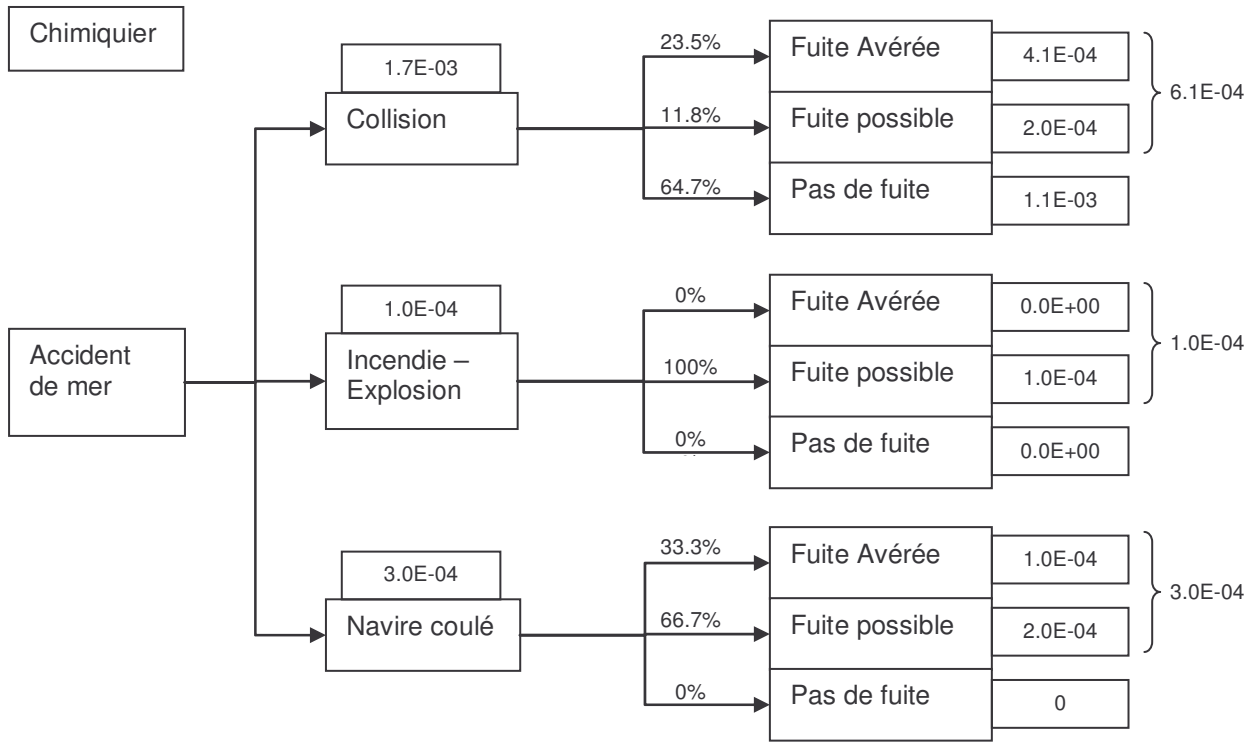 Chimiquier
1.7E-03
Collision
23.5%
Fuite Avérée
4.1E-04
11.8%
Fuite possible
2.0E-04
6.1E-04
64.7%
Pas de fuite
1.1E-03
Accident
de mer
1.0E-04
Incendie –
Explosion
0%
Fuite Avérée
0.0E+00
100%
Fuite possible
1.0E-04
1.0E-04
0%
Pas de fuite
0.0E+00
3.0E-04
Navire coulé
33.3%
Fuite Avérée
1.0E-04
66.7%
Fuite possible
2.0E-04
3.0E-04
0%
Pas de fuite
0